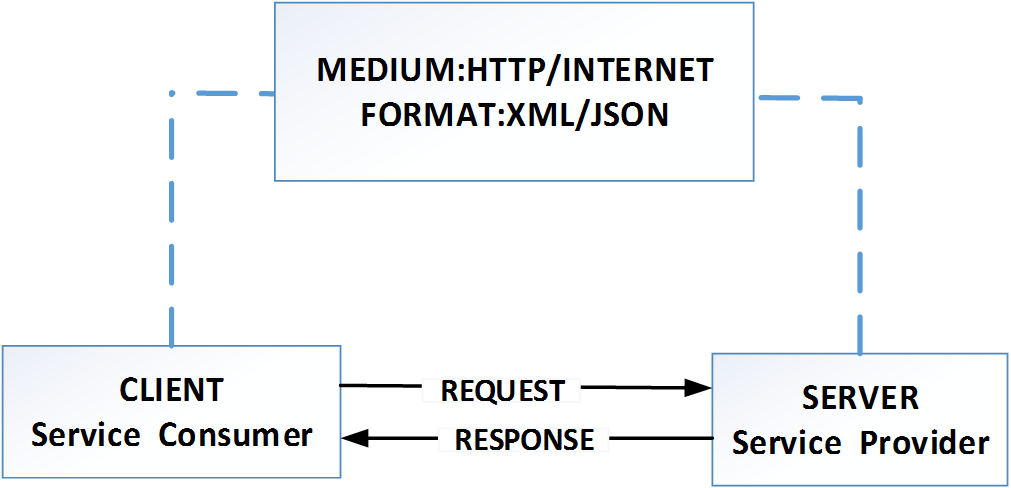 MEDIUM:HTTP/INTERNET
FORMAT:XML/JSON
CLIENT
Service Consumer
REQUEST
RESPONSE
SERVER
Service Provider